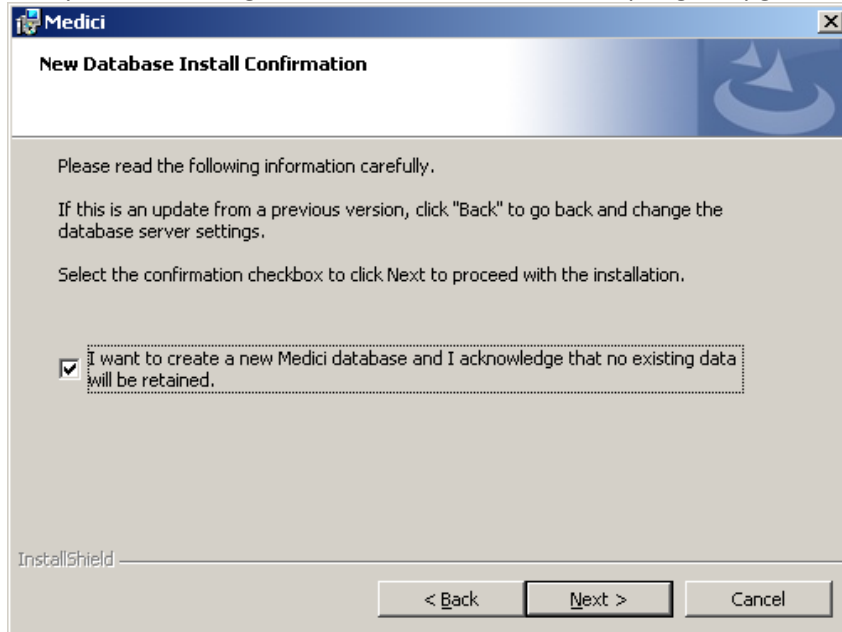 Medici
New Database Install Confirmation
Please read the following information carefully.
If this is an update from a previous version, click "Back" to go back and change the
database server settings.
Select the confirmation checkbox to click Next to proceed with the installation.
I want to create a new Medici database and I acknowledge that no existing data
will be retained.
InstallShield
< Back
Next >
Cancel